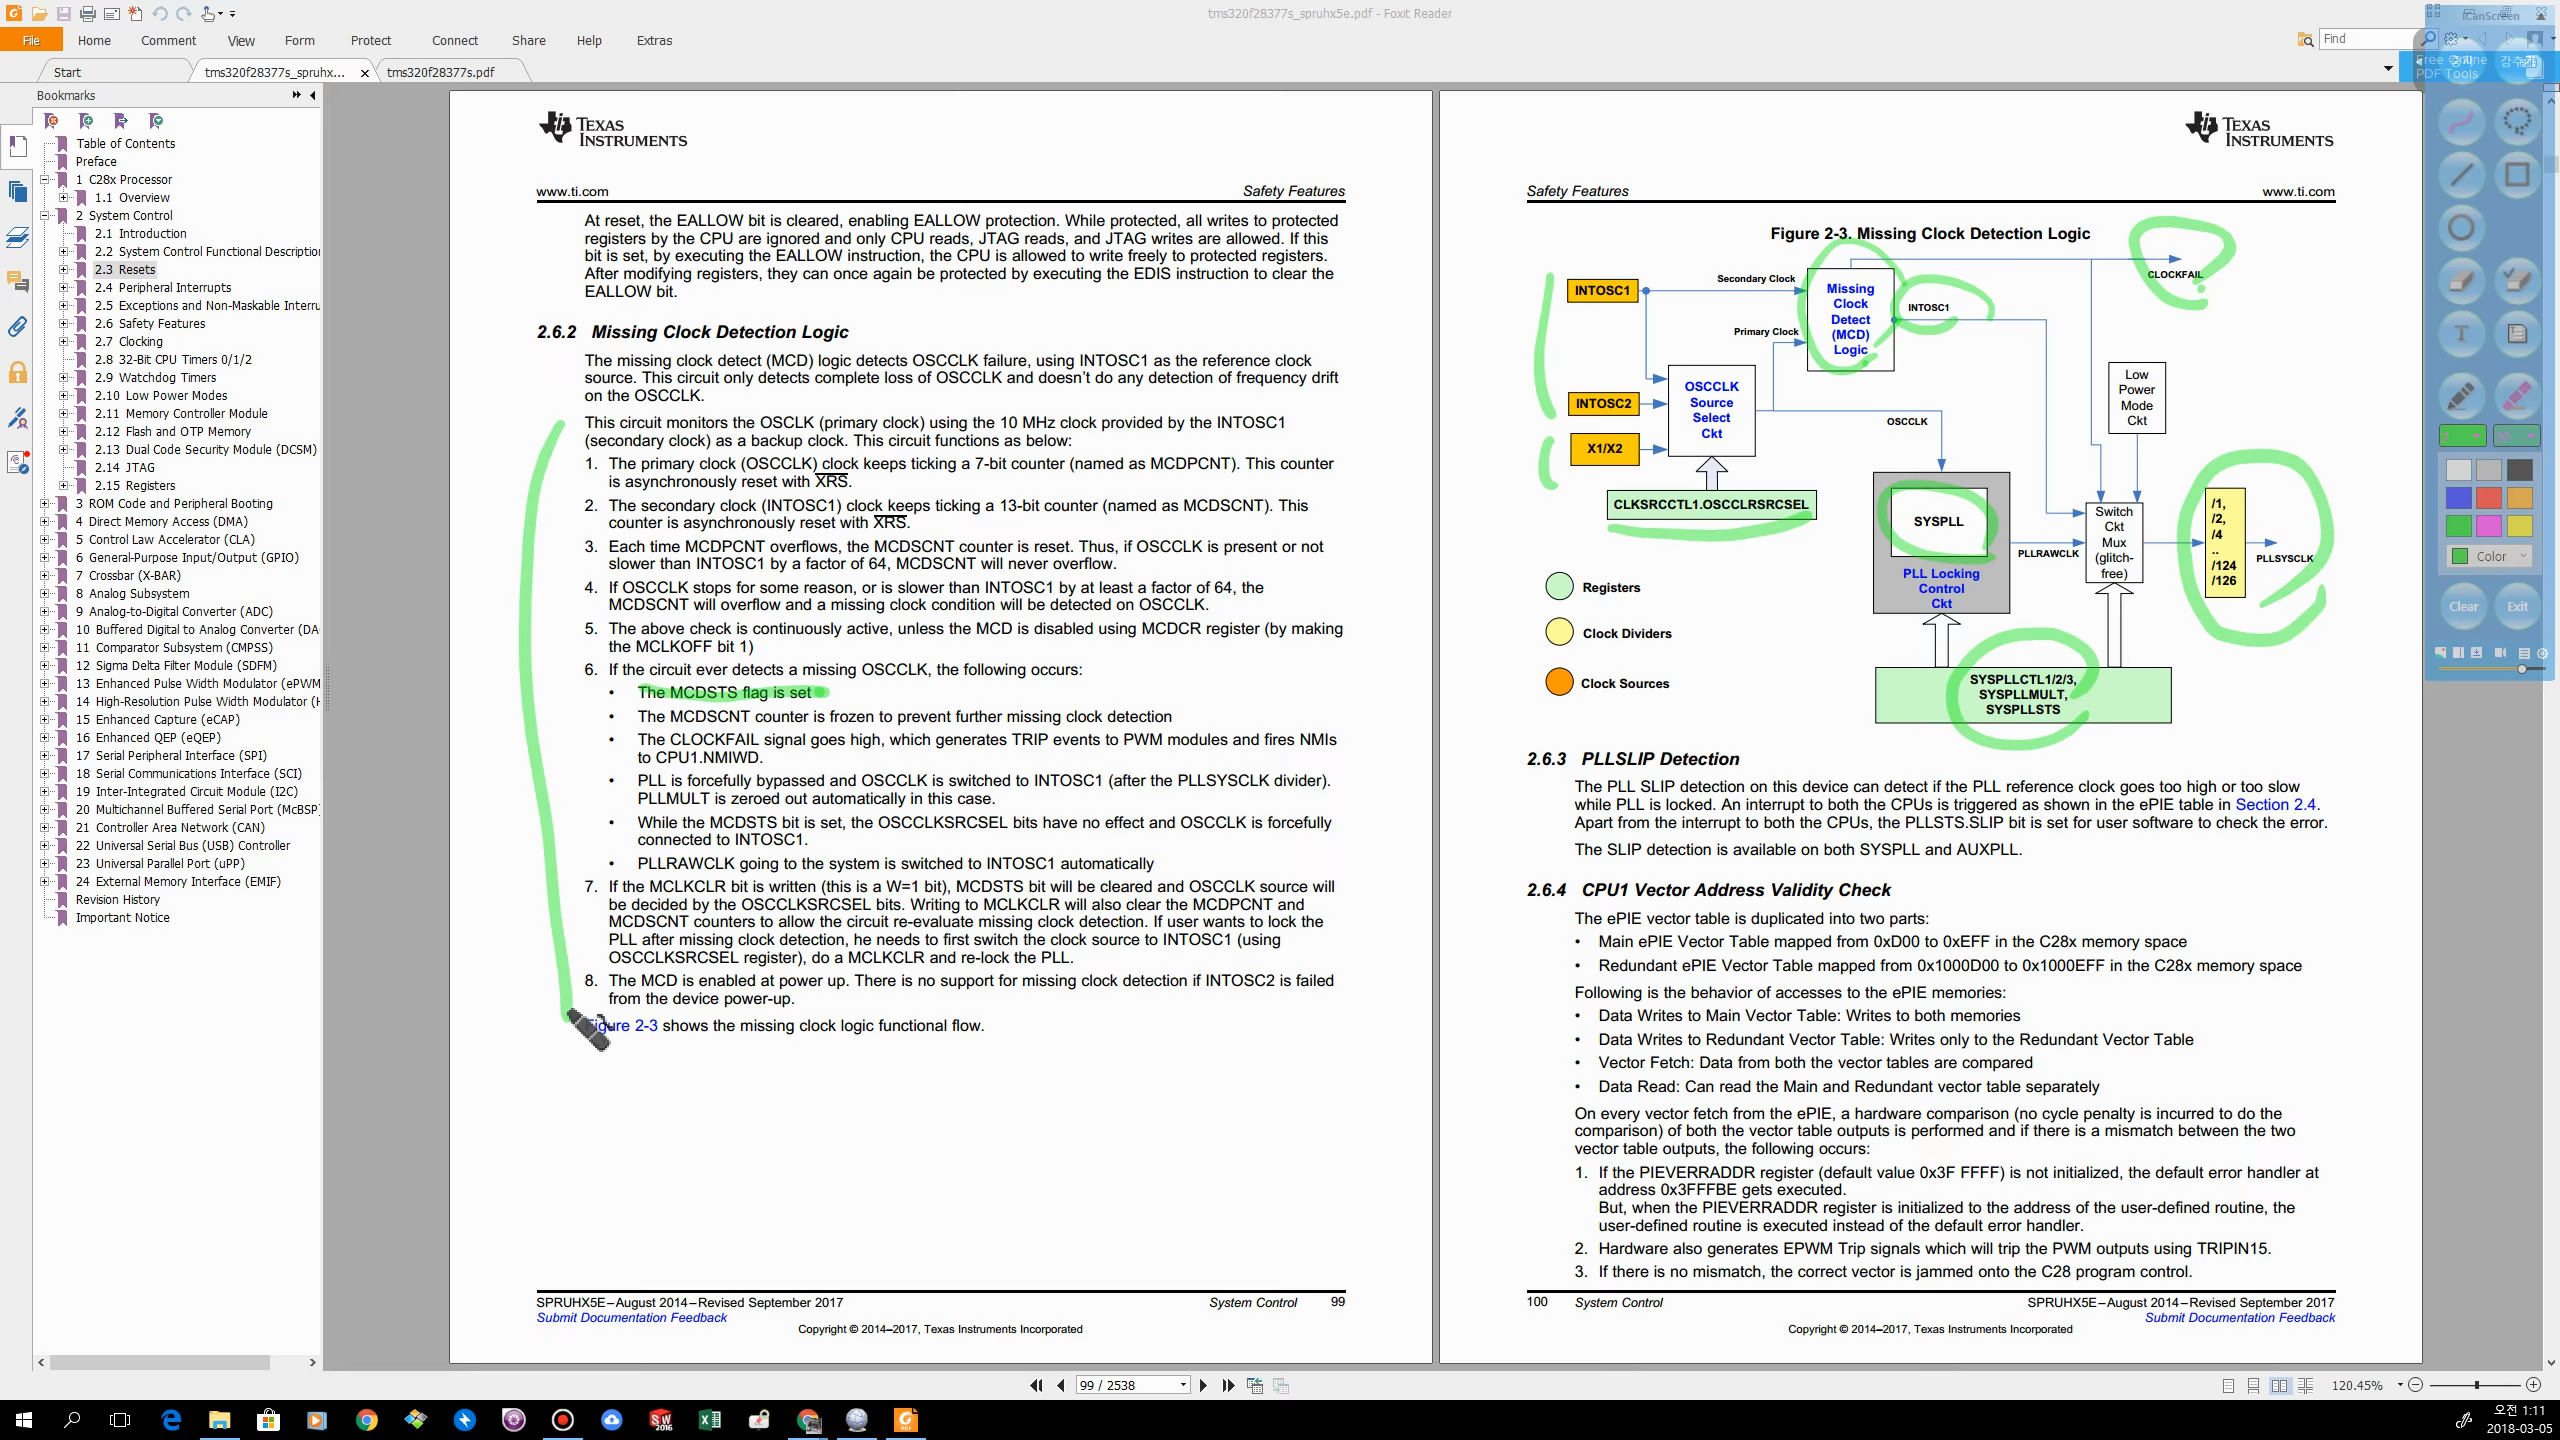 tms320f28377s_spruhx5e.pdf - Foxit Reader
File Home Comment View Form Protect Connect Share Help Extras
Find
Start tms320f28377s_spruhx... tms320f28377s.pdf
iCanScreen
Free Online
PDF Tools
Bookmarks
Table of Contents
Preface
1 C28x Processor
1.1 Overview
2 System Control
2.1 Introduction
2.2 System Control Functional Description
2.3 Resets
2.4 Peripheral Interrupts
2.5 Exceptions and Non-Maskable Interru
2.6 Safety Features
2.7 Clocking
2.8 32-Bit CPU Timers 0/1/2
2.9 Watchdog Timers
2.10 Low Power Modes
2.11 Memory Controller Module
2.12 Flash and OTP Memory
2.13 Dual Code Security Module (DCSM)
2.14 JTAG
2.15 Registers
3 ROM Code and Peripheral Booting
4 Direct Memory Access (DMA)
5 Control Law Accelerator (CLA)
6 General-Purpose Input/Output (GPIO)
7 Crossbar (X-BAR)
8 Analog Subsystem
9 Analog-to-Digital Converter (ADC)
10 Buffered Digital to Analog Converter (DA
11 Comparator Subsystem (CMPSS)
12 Sigma Delta Filter Module (SDFM)
13 Enhanced Pulse Width Modulator (ePWM
14 High-Resolution Pulse Width Modulator (H
15 Enhanced Capture (eCAP)
16 Enhanced QEP (eQEP)
17 Serial Peripheral Interface (SPI)
18 Serial Communications Interface (SCI)
19 Inter-Integrated Circuit Module (I2C)
20 Multichannel Buffered Serial Port (McBSP
21 Controller Area Network (CAN)
22 Universal Serial Bus (USB) Controller
23 Universal Parallel Port (uPP)
24 External Memory Interface (EMIF)
Revision History
Important Notice
TEXAS
INSTRUMENTS
www.ti.com Safety Features
At reset, the EALLOW bit is cleared, enabling EALLOW protection. While protected, all writes to protected
registers by the CPU are ignored and only CPU reads, JTAG reads, and JTAG writes are allowed. If this
bit is set, by executing the EALLOW instruction, the CPU is allowed to write freely to protected registers.
After modifying registers, they can once again be protected by executing the EDIS instruction to clear the
EALLOW bit.
2.6.2 Missing Clock Detection Logic
The missing clock detect (MCD) logic detects OSCCLK failure, using INTOSC1 as the reference clock
source. This circuit only detects complete loss of OSCCLK and doesn't do any detection of frequency drift
on the OSCCLK.
This circuit monitors the OSCLK (primary clock) using the 10 MHz clock provided by the INTOSC1
(secondary clock) as a backup clock. This circuit functions as below:
1. The primary clock (OSCCLK) clock keeps ticking a 7-bit counter (named as MCDPCNT). This counter
is asynchronously reset with XRS.
2. The secondary clock (INTOSC1) clock keeps ticking a 13-bit counter (named as MCDSCNT). This
counter is asynchronously reset with XRS.
3. Each time MCDPCNT overflows, the MCDSCNT counter is reset. Thus, if OSCCLK is present or not
slower than INTOSC1 by a factor of 64, MCDSCNT will never overflow.
4. If OSCCLK stops for some reason, or is slower than INTOSC1 by at least a factor of 64, the
MCDSCNT will overflow and a missing clock condition will be detected on OSCCLK.
5. The above check is continuously active, unless the MCD is disabled using MCDCR register (by making
the MCLKOFF bit 1)
6. If the circuit ever detects a missing OSCCLK, the following occurs:
• The MCDSTS flag is set
• The MCDSCNT counter is frozen to prevent further missing clock detection
• The CLOCKFAIL signal goes high, which generates TRIP events to PWM modules and fires NMIs
to CPU1.NMIWD.
• PLL is forcefully bypassed and OSCCLK is switched to INTOSC1 (after the PLLSYSCLK divider).
PLLMULT is zeroed out automatically in this case.
• While the MCDSTS bit is set, the OSCCLKSRCSEL bits have no effect and OSCCLK is forcefully
connected to INTOSC1.
• PLLRAWCLK going to the system is switched to INTOSC1 automatically
7. If the MCLKCLR bit is written (this is a W=1 bit), MCDSTS bit will be cleared and OSCCLK source will
be decided by the OSCCLKSRCSEL bits. Writing to MCLKCLR will also clear the MCDPCNT and
MCDSCNT counters to allow the circuit re-evaluate missing clock detection. If user wants to lock the
PLL after missing clock detection, he needs to first switch the clock source to INTOSC1 (using
OSCCLKSRCSEL register), do a MCLKCLR and re-lock the PLL.
8. The MCD is enabled at power up. There is no support for missing clock detection if INTOSC2 is failed
from the device power-up.
Figure 2-3 shows the missing clock logic functional flow.
SPRUHX5E–August 2014–Revised September 2017 System Control 99
Submit Documentation Feedback
Copyright © 2014–2017, Texas Instruments Incorporated
TEXAS
INSTRUMENTS
Safety Features www.ti.com
Figure 2-3. Missing Clock Detection Logic
CLOCKFAIL
INTOSC1
Secondary Clock
Missing
Clock
Detect
(MCD)
Logic
INTOSC1
Primary Clock
OSCCLK
Source
Select
Ckt
INTOSC2
X1/X2
OSCCLK
Low
Power
Mode
Ckt
CLKSRCCTL1.OSCCLRSRCSEL
SYSPLL
PLL Locking
Control
Ckt
PLLRAWCLK
Switch
Ckt
Mux
(glitch-
free)
/1,
/2,
/4
..
/124
/126
PLLSYSCLK
Registers
Clock Dividers
Clock Sources
SYSPLLCTL1/2/3,
SYSPLLMULT,
SYSPLLSTS
2.6.3 PLLSLIP Detection
The PLL SLIP detection on this device can detect if the PLL reference clock goes too high or too slow
while PLL is locked. An interrupt to both the CPUs is triggered as shown in the ePIE table in Section 2.4.
Apart from the interrupt to both the CPUs, the PLLSTS.SLIP bit is set for user software to check the error.
The SLIP detection is available on both SYSPLL and AUXPLL.
2.6.4 CPU1 Vector Address Validity Check
The ePIE vector table is duplicated into two parts:
• Main ePIE Vector Table mapped from 0xD00 to 0xEFF in the C28x memory space
• Redundant ePIE Vector Table mapped from 0x1000D00 to 0x1000EFF in the C28x memory space
Following is the behavior of accesses to the ePIE memories:
• Data Writes to Main Vector Table: Writes to both memories
• Data Writes to Redundant Vector Table: Writes only to the Redundant Vector Table
• Vector Fetch: Data from both the vector tables are compared
• Data Read: Can read the Main and Redundant vector table separately
On every vector fetch from the ePIE, a hardware comparison (no cycle penalty is incurred to do the
comparison) of both the vector table outputs is performed and if there is a mismatch between the two
vector table outputs, the following occurs:
1. If the PIEVERRADDR register (default value 0x3F FFFF) is not initialized, the default error handler at
address 0x3FFFBE gets executed.
But, when the PIEVERRADDR register is initialized to the address of the user-defined routine, the
user-defined routine is executed instead of the default error handler.
2. Hardware also generates EPWM Trip signals which will trip the PWM outputs using TRIPIN15.
3. If there is no mismatch, the correct vector is jammed onto the C28 program control.
100 System Control SPRUHX5E–August 2014–Revised September 2017
Submit Documentation Feedback
Copyright © 2014–2017, Texas Instruments Incorporated
Color
Clear Exit
99 / 2538
120.45%
오전 1:11
2018-03-05